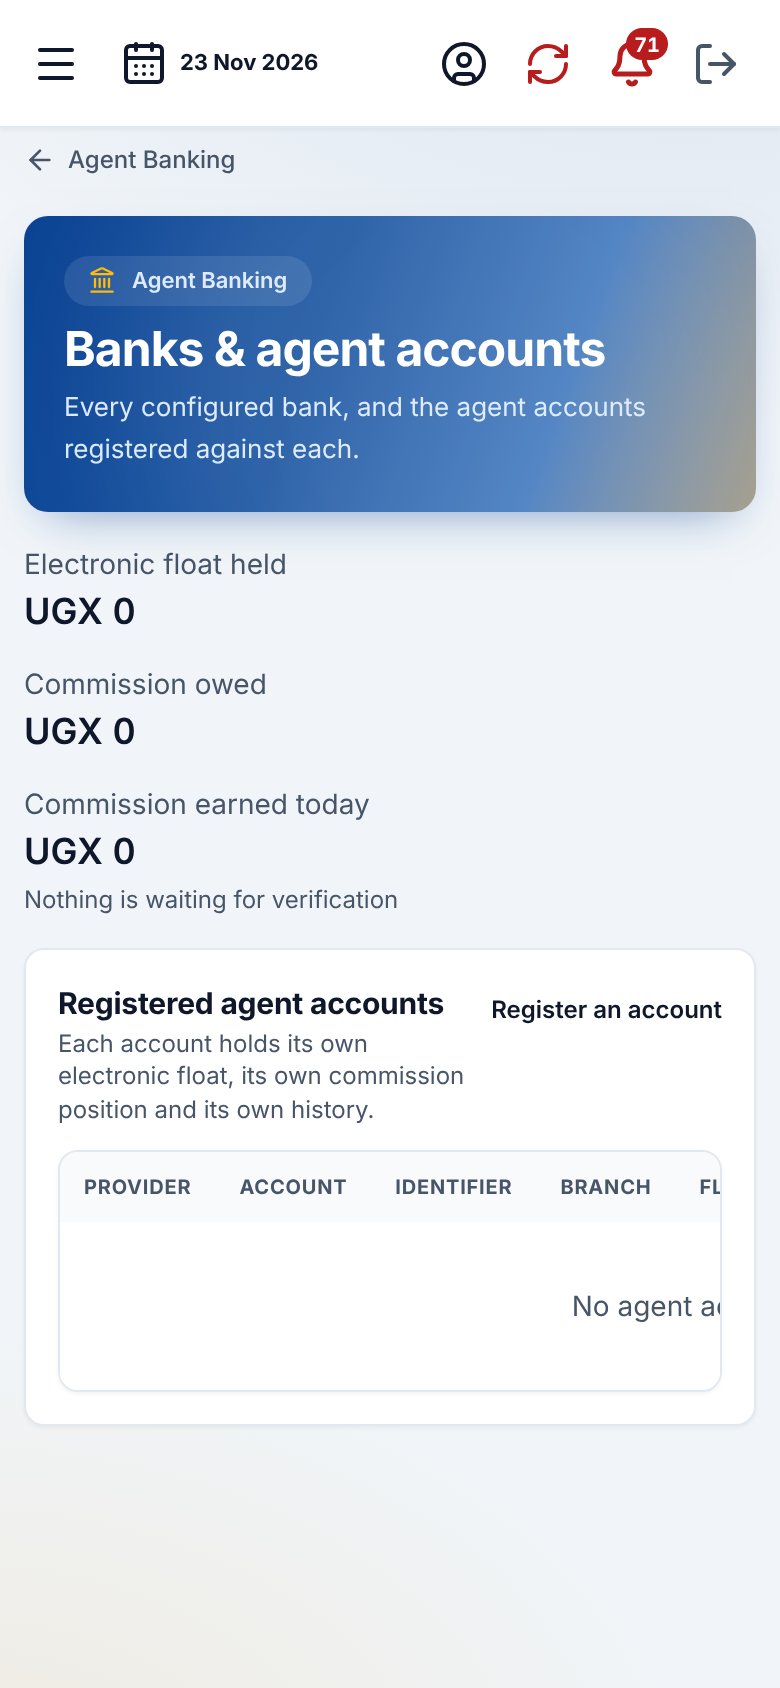 23 Nov 2026
71
Agent Banking
Agent Banking
Banks & agent accounts
Every configured bank, and the agent accounts
registered against each.
Electronic float held
UGX 0
Commission owed
UGX 0
Commission earned today
UGX 0
Nothing is waiting for verification
Registered agent accounts
Register an account
Each account holds its own
electronic float, its own commission
position and its own history.
PROVIDER ACCOUNT IDENTIFIER BRANCH
No agent